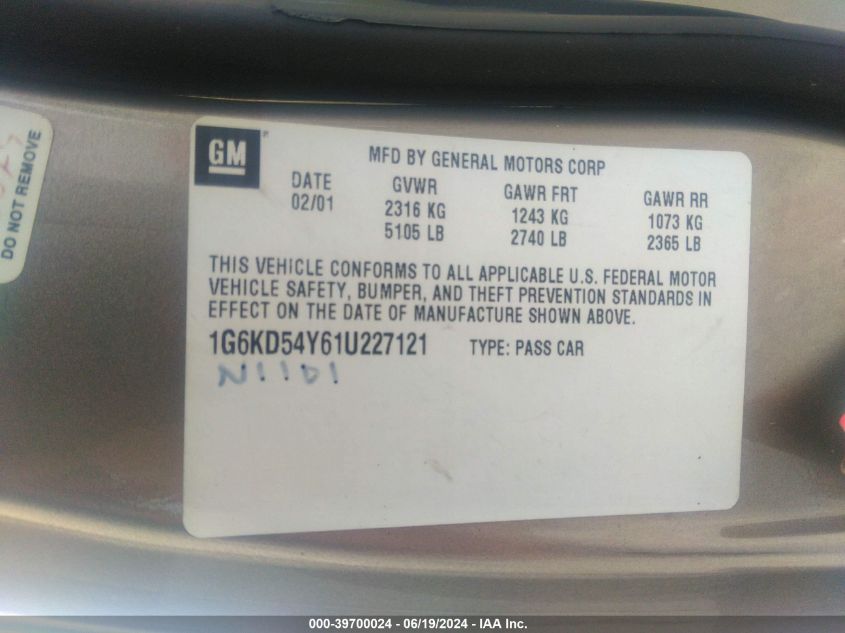 DO NOT REMOVE
GM
MFD BY GENERAL MOTORS CORP
DATE GVWR GAWR FRT GAWR RR
02/01 2316 KG 1243 KG 1073 KG
5105 LB 2740 LB 2365 LB
THIS VEHICLE CONFORMS TO ALL APPLICABLE U.S. FEDERAL MOTOR
VEHICLE SAFETY, BUMPER, AND THEFT PREVENTION STANDARDS IN
EFFECT ON THE DATE OF MANUFACTURE SHOWN ABOVE.
1G6KD54Y61U227121 TYPE: PASS CAR
N1101
000-39700024 - 06/19/2024 - IAA Inc.